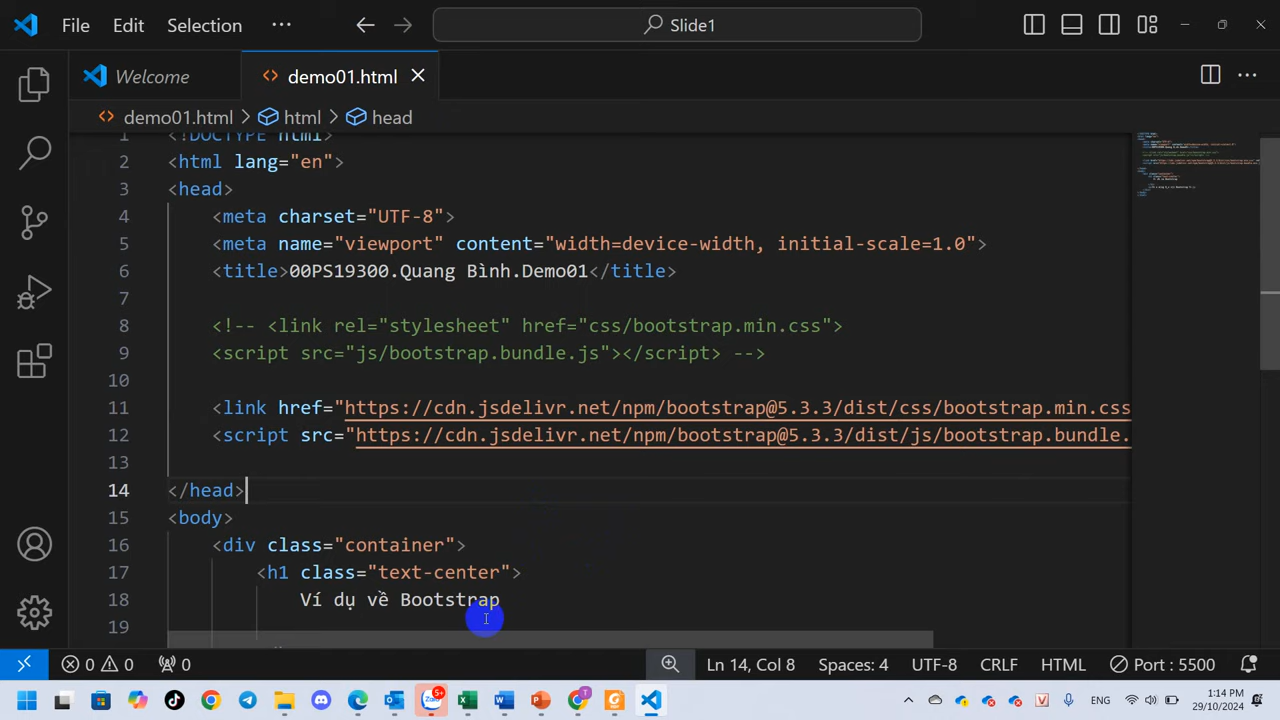 File Edit Selection ··· Slide1
Welcome demo01.html
demo01.html > html > head
1 <!DOCTYPE html>
2 <html lang="en">
3 <head>
4 <meta charset="UTF-8">
5 <meta name="viewport" content="width=device-width, initial-scale=1.0">
6 <title>00PS19300.Quang Bình.Demo01</title>
7
8 <!-- <link rel="stylesheet" href="css/bootstrap.min.css">
9 <script src="js/bootstrap.bundle.js"></script> -->
10
11 <link href="https://cdn.jsdelivr.net/npm/bootstrap@5.3.3/dist/css/bootstrap.min.css
12 <script src="https://cdn.jsdelivr.net/npm/bootstrap@5.3.3/dist/js/bootstrap.bundle.
13
14 </head>
15 <body>
16 <div class="container">
17 <h1 class="text-center">
18 Ví dụ về Bootstrap
19
0 0 0 Ln 14, Col 8 Spaces: 4 UTF-8 CRLF HTML Port : 5500
Zalo 5+ T V ENG 1:14 PM
29/10/2024